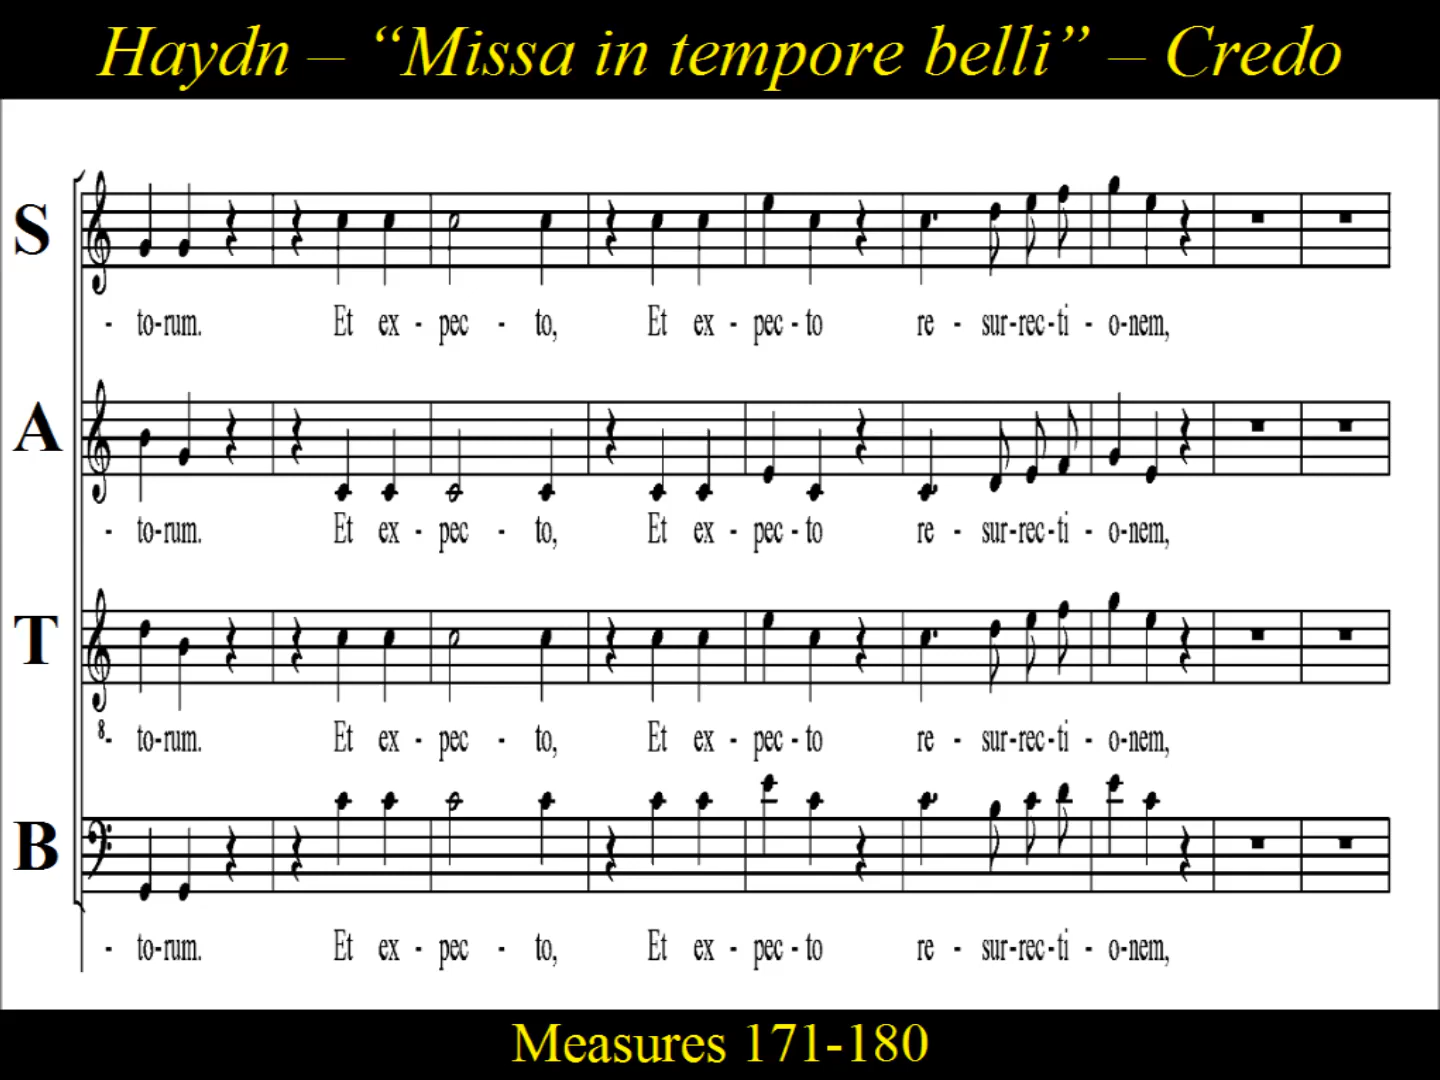 Haydn – “Missa in tempore belli” – Credo
S
- to-rum. Et ex - pec - to, Et ex - pec - to re - sur-rec-ti - o-nem,
A
- to-rum. Et ex - pec - to, Et ex - pec - to re - sur-rec-ti - o-nem,
T
8
- to-rum. Et ex - pec - to, Et ex - pec - to re - sur-rec-ti - o-nem,
B
- to-rum. Et ex - pec - to, Et ex - pec - to re - sur-rec-ti - o-nem,
Measures 171-180